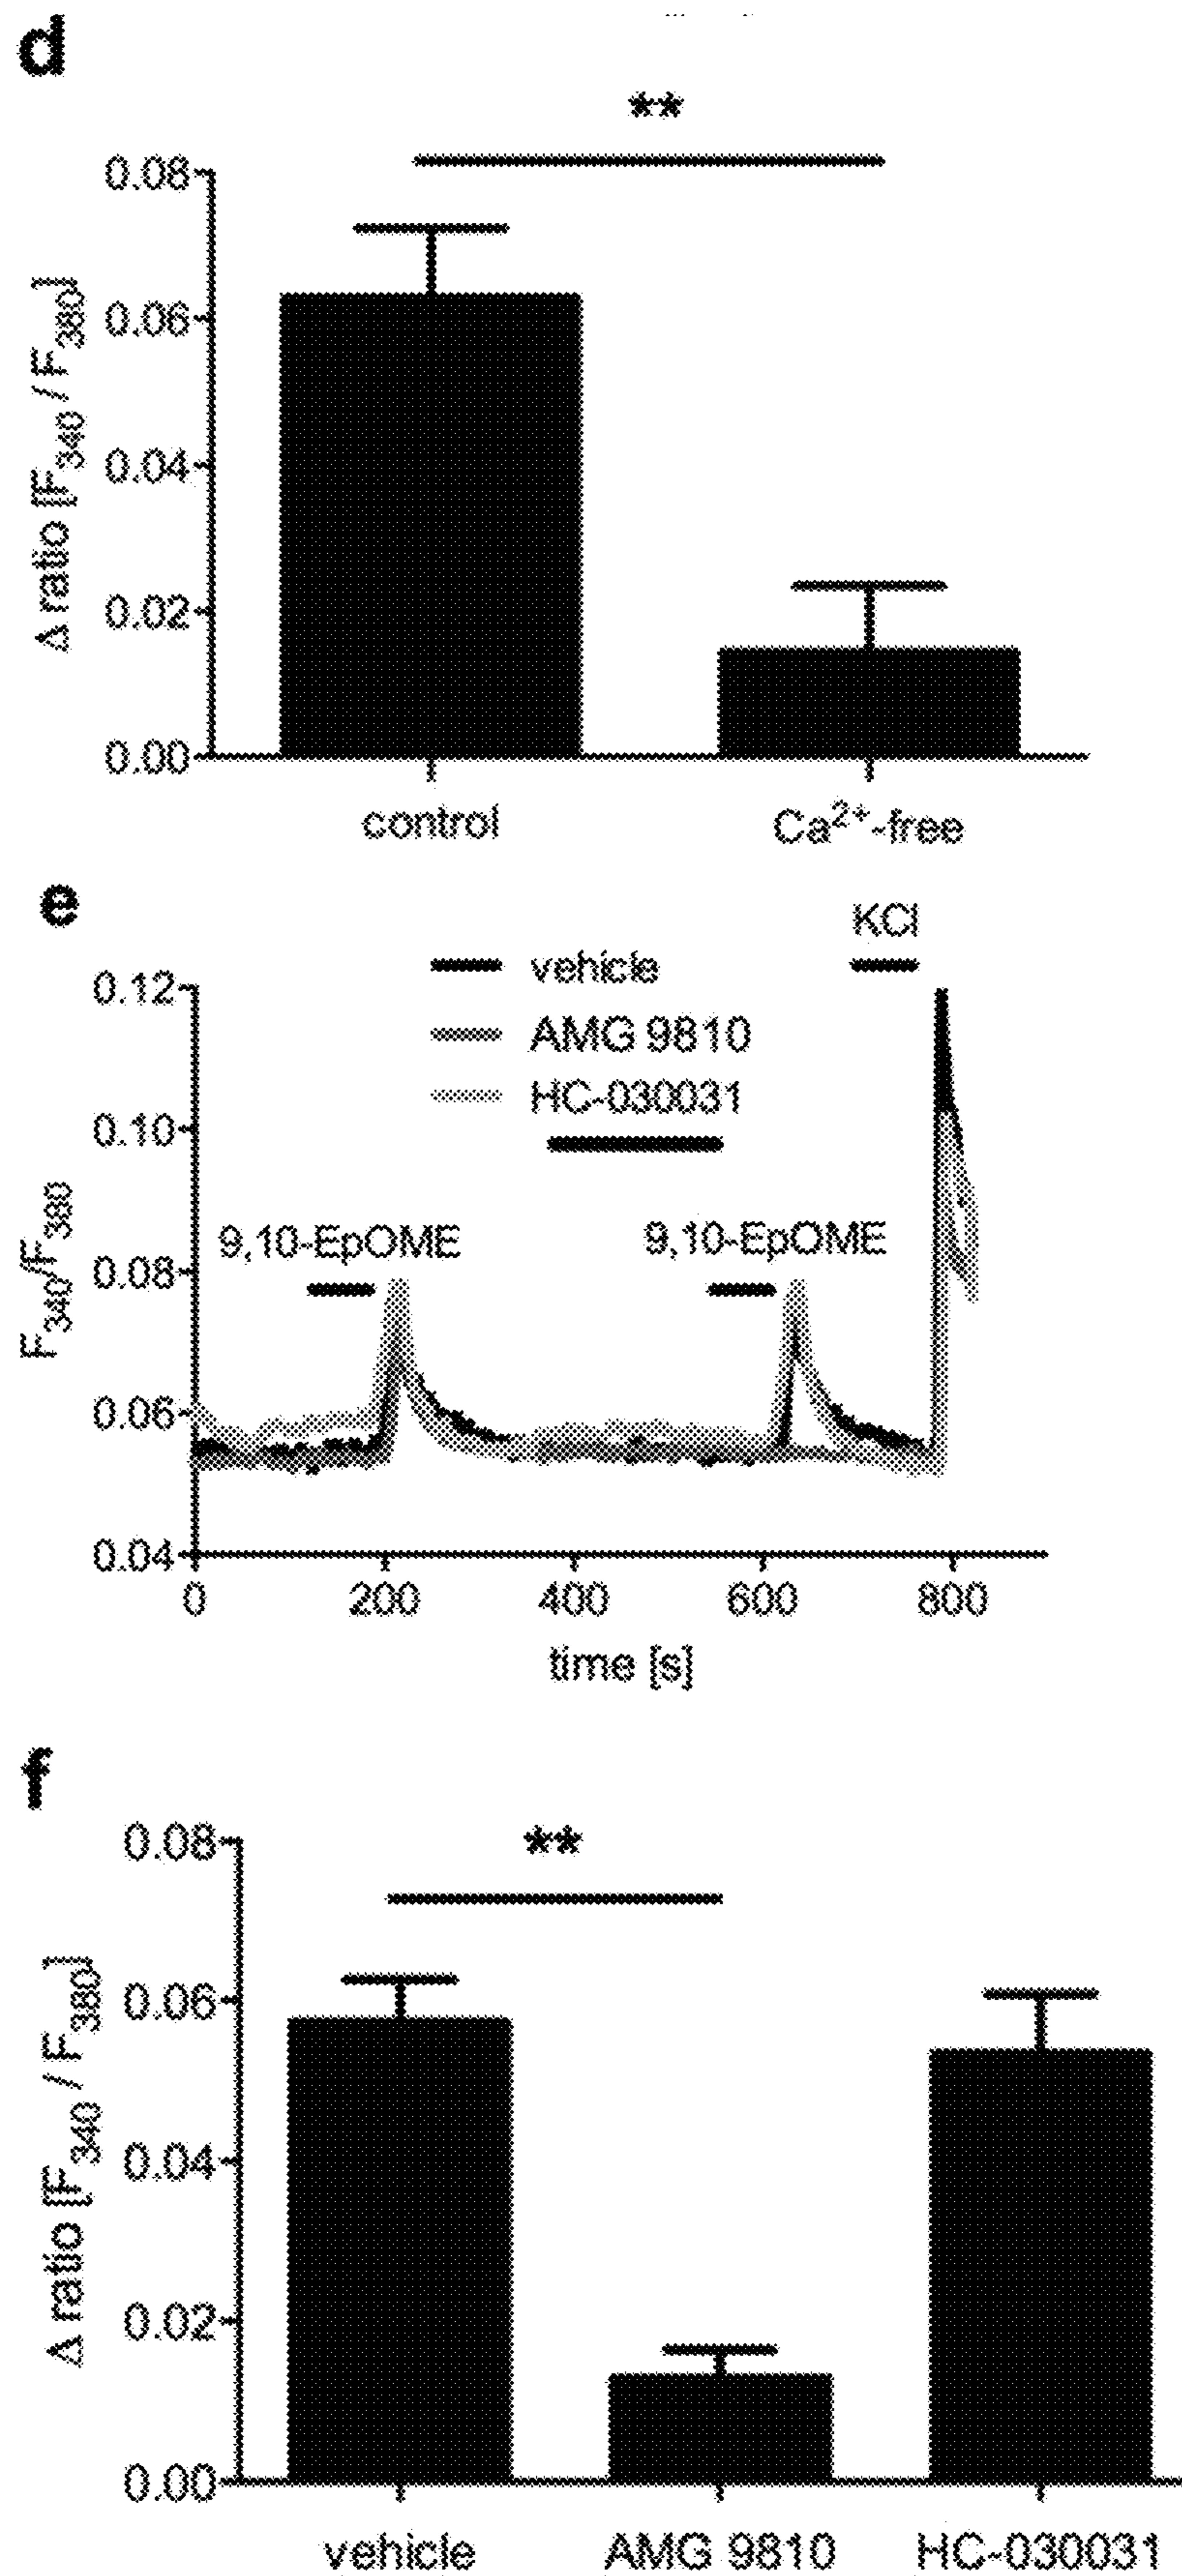 d
**
0.08
0.06
0.04
0.02
0.00
Δ ratio [F340 / F380]
control
Ca2+-free
e
KCl
vehicle
AMG 9810
HC-030031
0.12
0.10
0.08
0.06
0.04
F340/F380
9,10-EpOME
9,10-EpOME
0
200
400
600
800
time [s]
f
**
0.08
0.06
0.04
0.02
0.00
Δ ratio [F340 / F380]
vehicle
AMG 9810
HC-030031